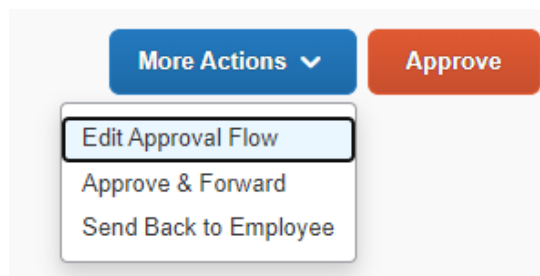 More Actions
Approve
Edit Approval Flow
Approve & Forward
Send Back to Employee